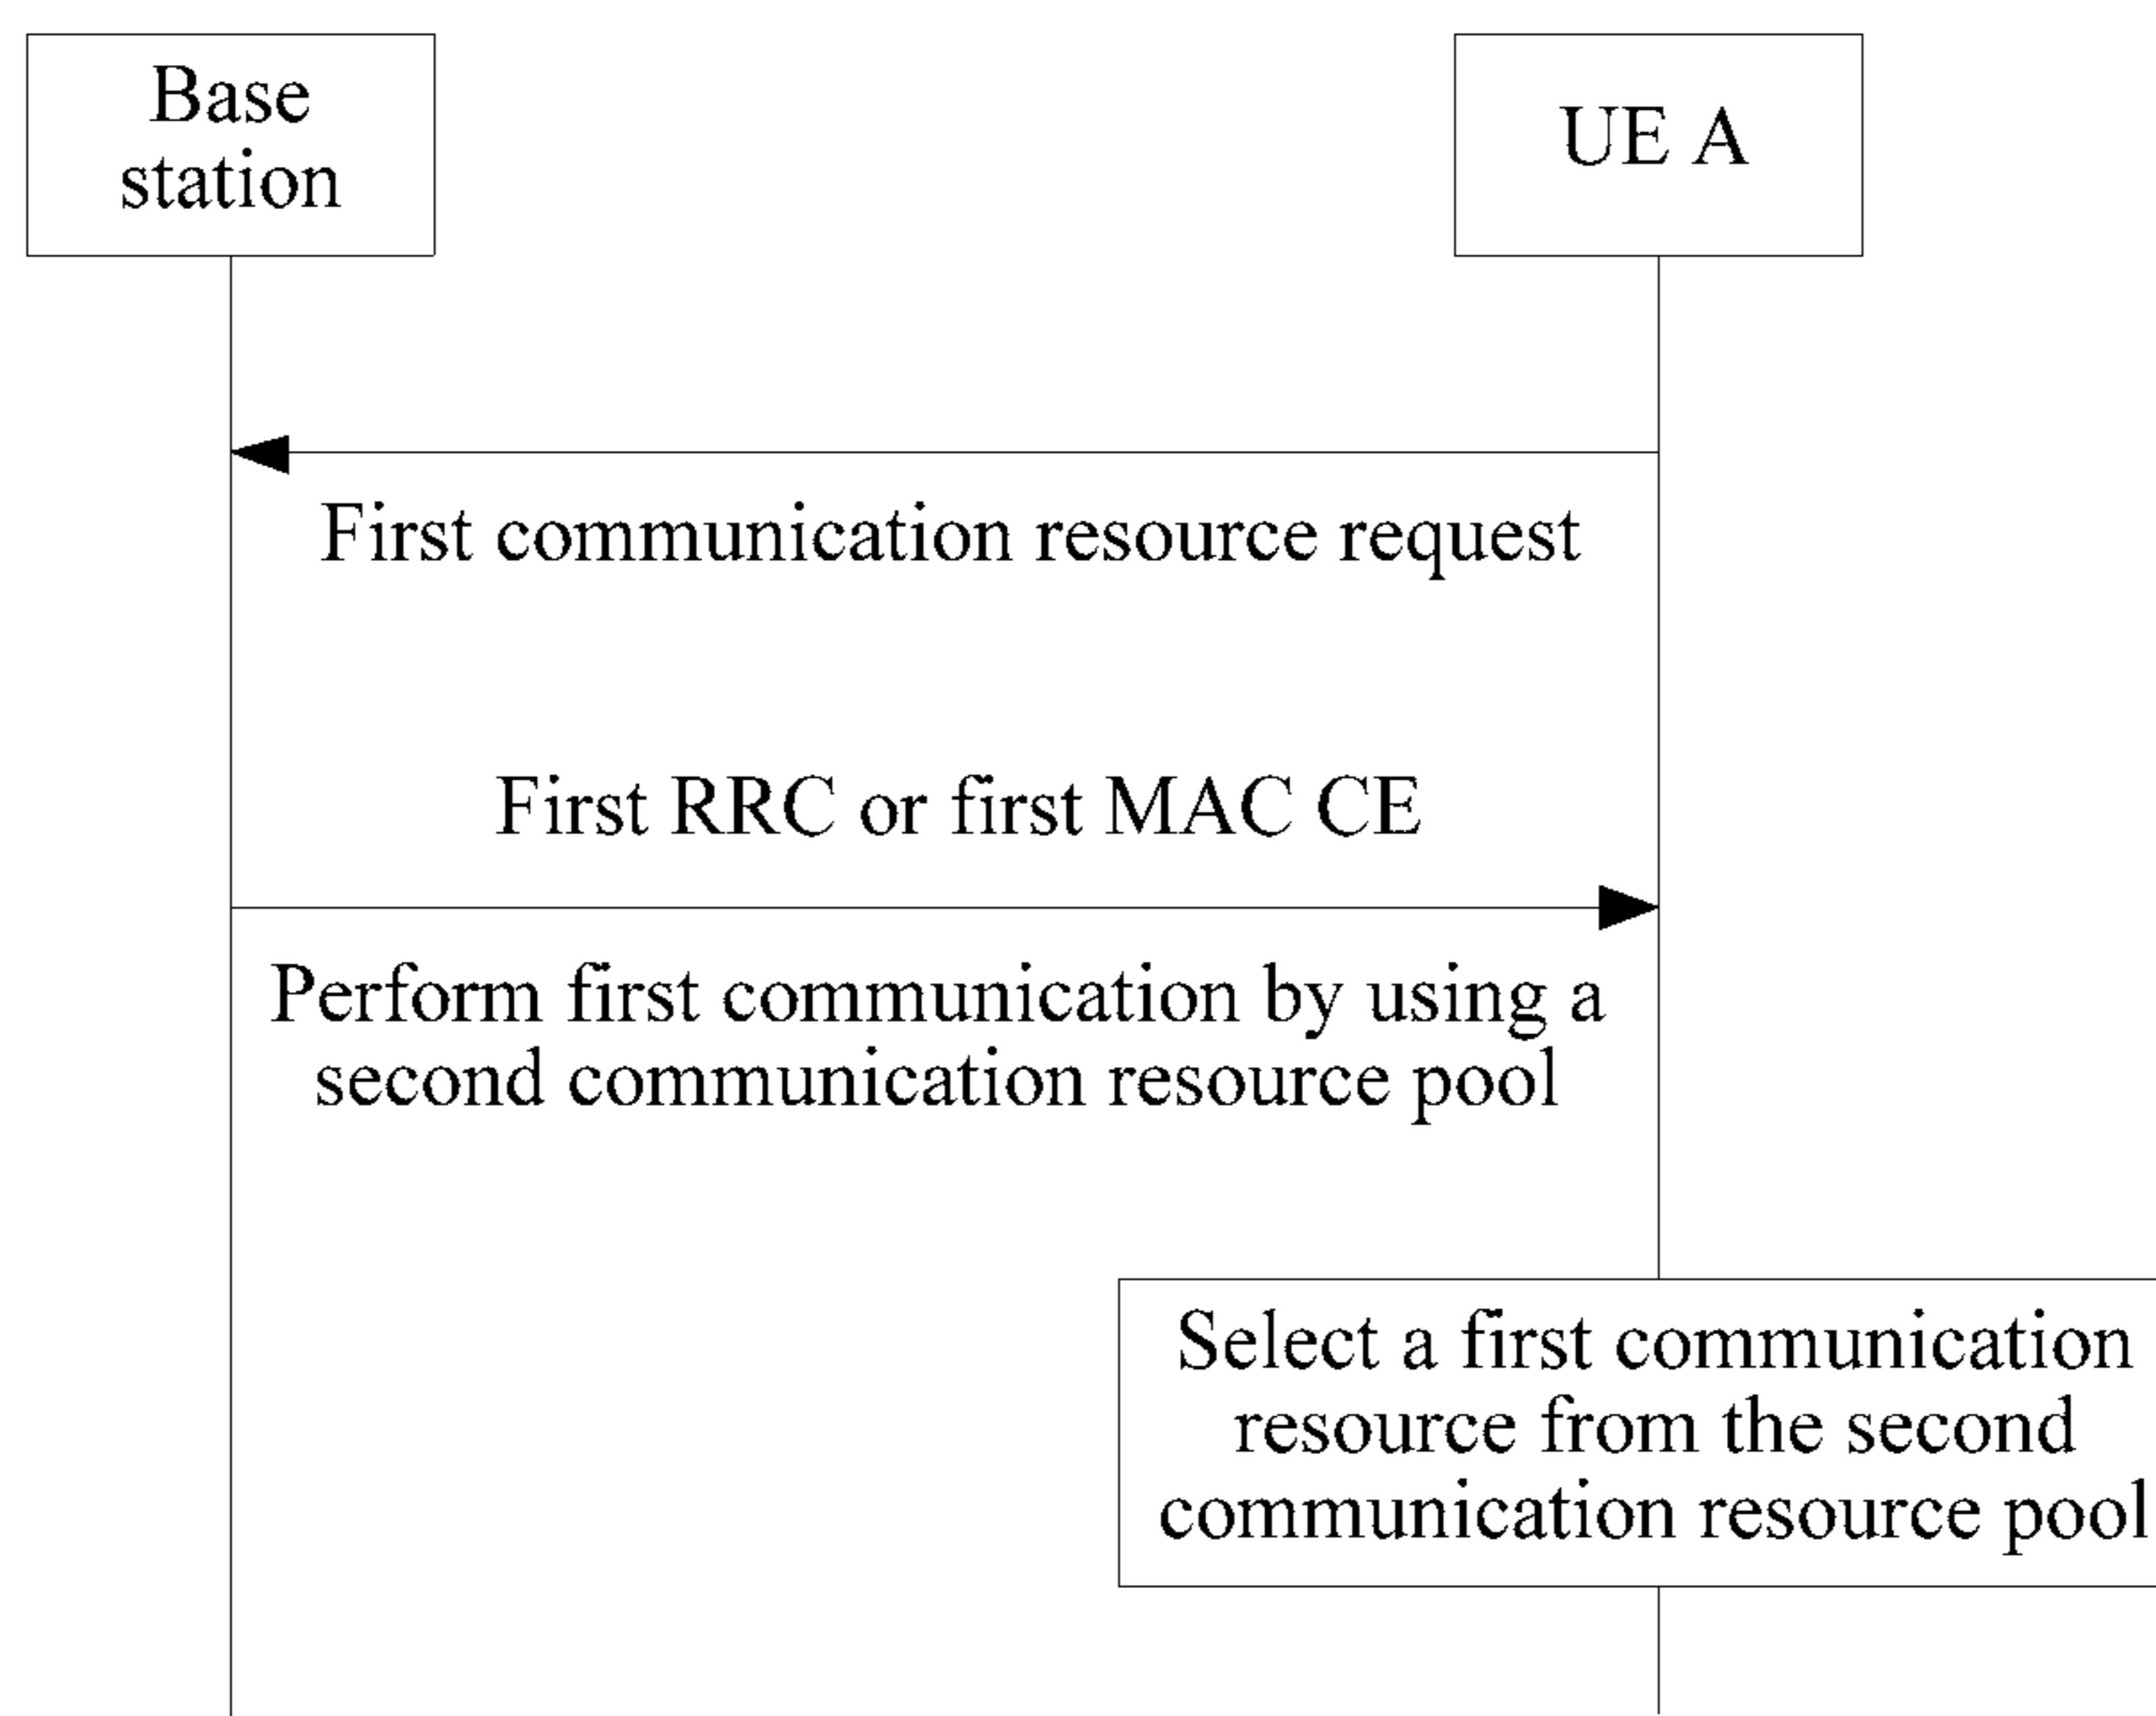 Base
station
UE A
First communication resource request
First RRC or first MAC CE
Perform first communication by using a
second communication resource pool
Select a first communication
resource from the second
communication resource pool